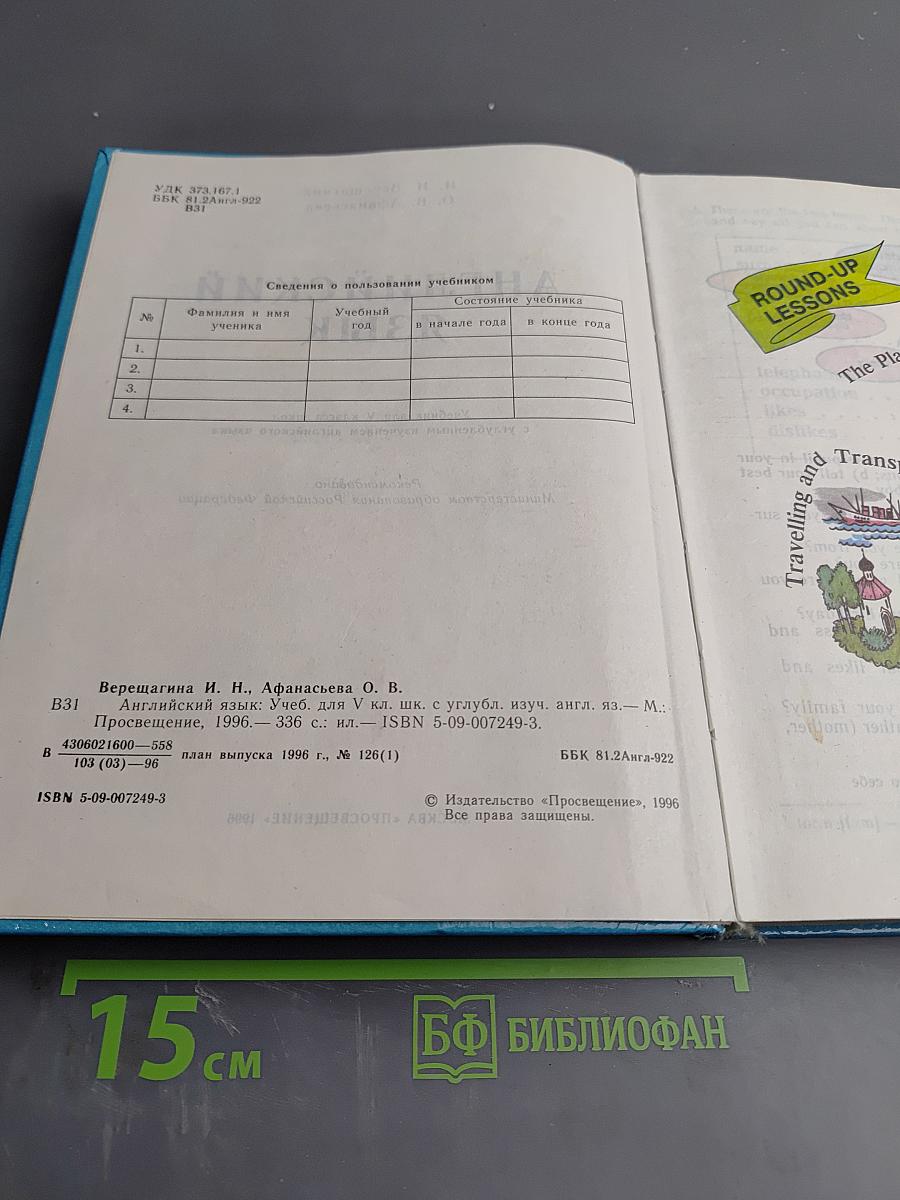 УДК 373.167.1
ББК 81.2Англ-922
В31
Сведения о пользовании учебником
№
Фамилия и имя ученика
Учебный год
Состояние учебника
в начале года
в конце года
1.
2.
3.
4.
Верещагина И. Н., Афанасьева О. В.
В31 Английский язык: Учеб. для V кл. шк. с углубл. изуч. англ. яз.— М.:
Просвещение, 1996.— 336 с.: ил.— ISBN 5-09-007249-3.
В 4306021600—558
103 (03)—96
план выпуска 1996 г., № 126(1)
ББК 81.2Англ-922
ISBN 5-09-007249-3
© Издательство «Просвещение», 1996
Все права защищены.
ROUND-UP
LESSONS
The
Travelling and
15 см
БФ БИБЛИОФАН